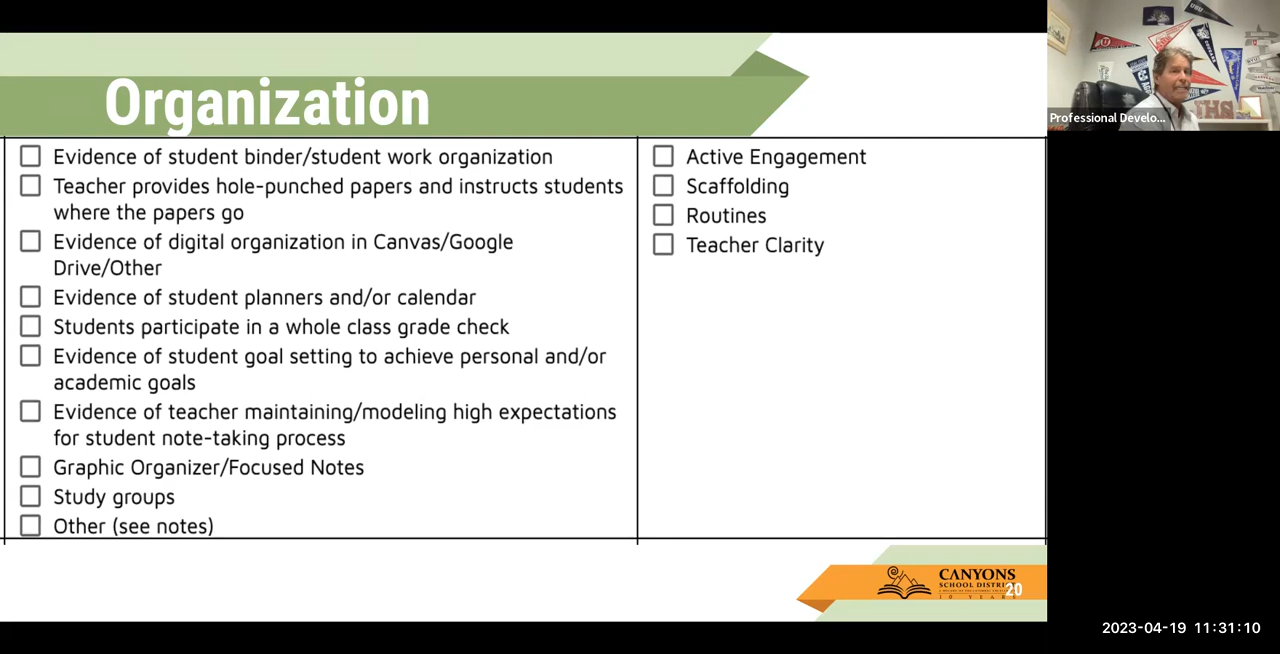 Organization
Evidence of student binder/student work organization
Teacher provides hole-punched papers and instructs students
where the papers go
Evidence of digital organization in Canvas/Google
Drive/Other
Evidence of student planners and/or calendar
Students participate in a whole class grade check
Evidence of student goal setting to achieve personal and/or
academic goals
Evidence of teacher maintaining/modeling high expectations
for student note-taking process
Graphic Organizer/Focused Notes
Study groups
Other (see notes)
Active Engagement
Scaffolding
Routines
Teacher Clarity
CANYONS
SCHOOL DISTRI
10 YEA
20
Professional Develo...
THS
2023-04-19 11:31:10